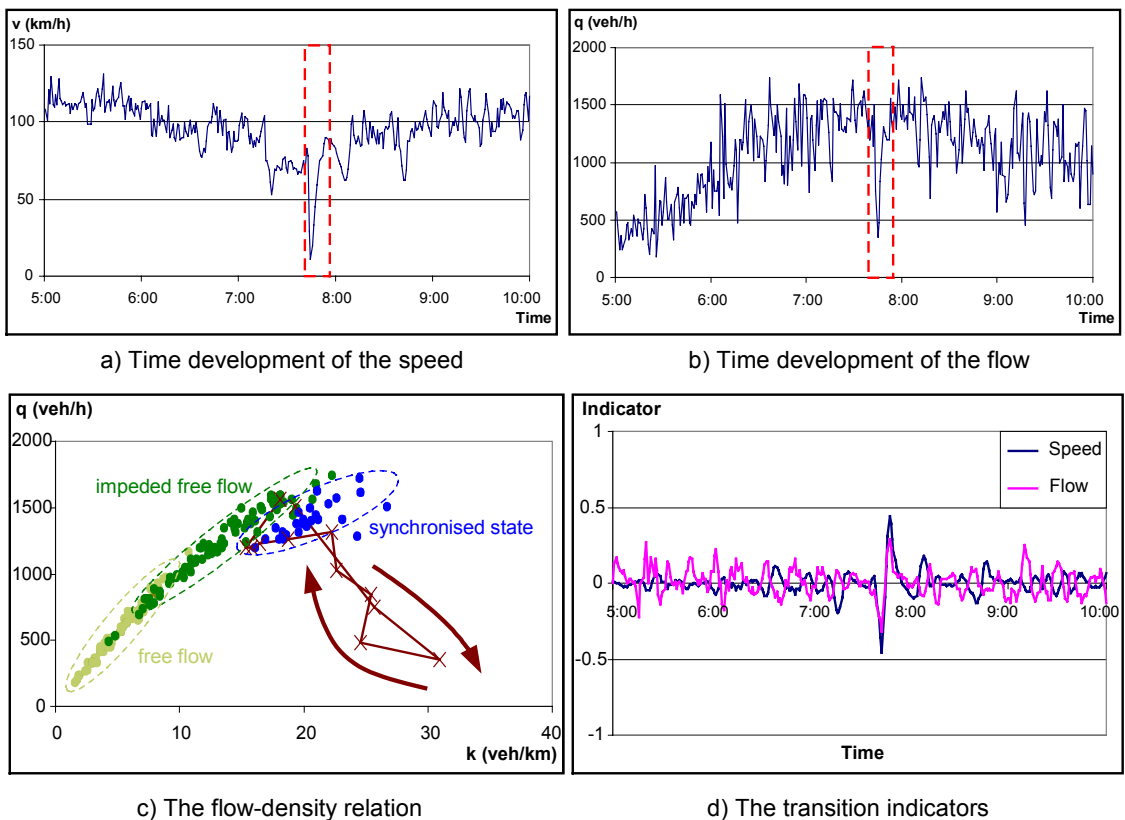 v (km/h)
150
100
50
0
5:00 6:00 7:00 8:00 9:00 10:00
Time
a) Time development of the speed
q (veh/h)
2000
1500
1000
500
0
5:00 6:00 7:00 8:00 9:00 10:00
Time
b) Time development of the flow
q (veh/h)
2000
1500
1000
500
0
impeded free flow
synchronised state
free flow
0 10 20 30 40
k (veh/km)
c) The flow-density relation
Indicator
1
0.5
0
-0.5
-1
Speed
Flow
5:00 6:00 7:00 8:00 9:00 10:00
Time
d) The transition indicators